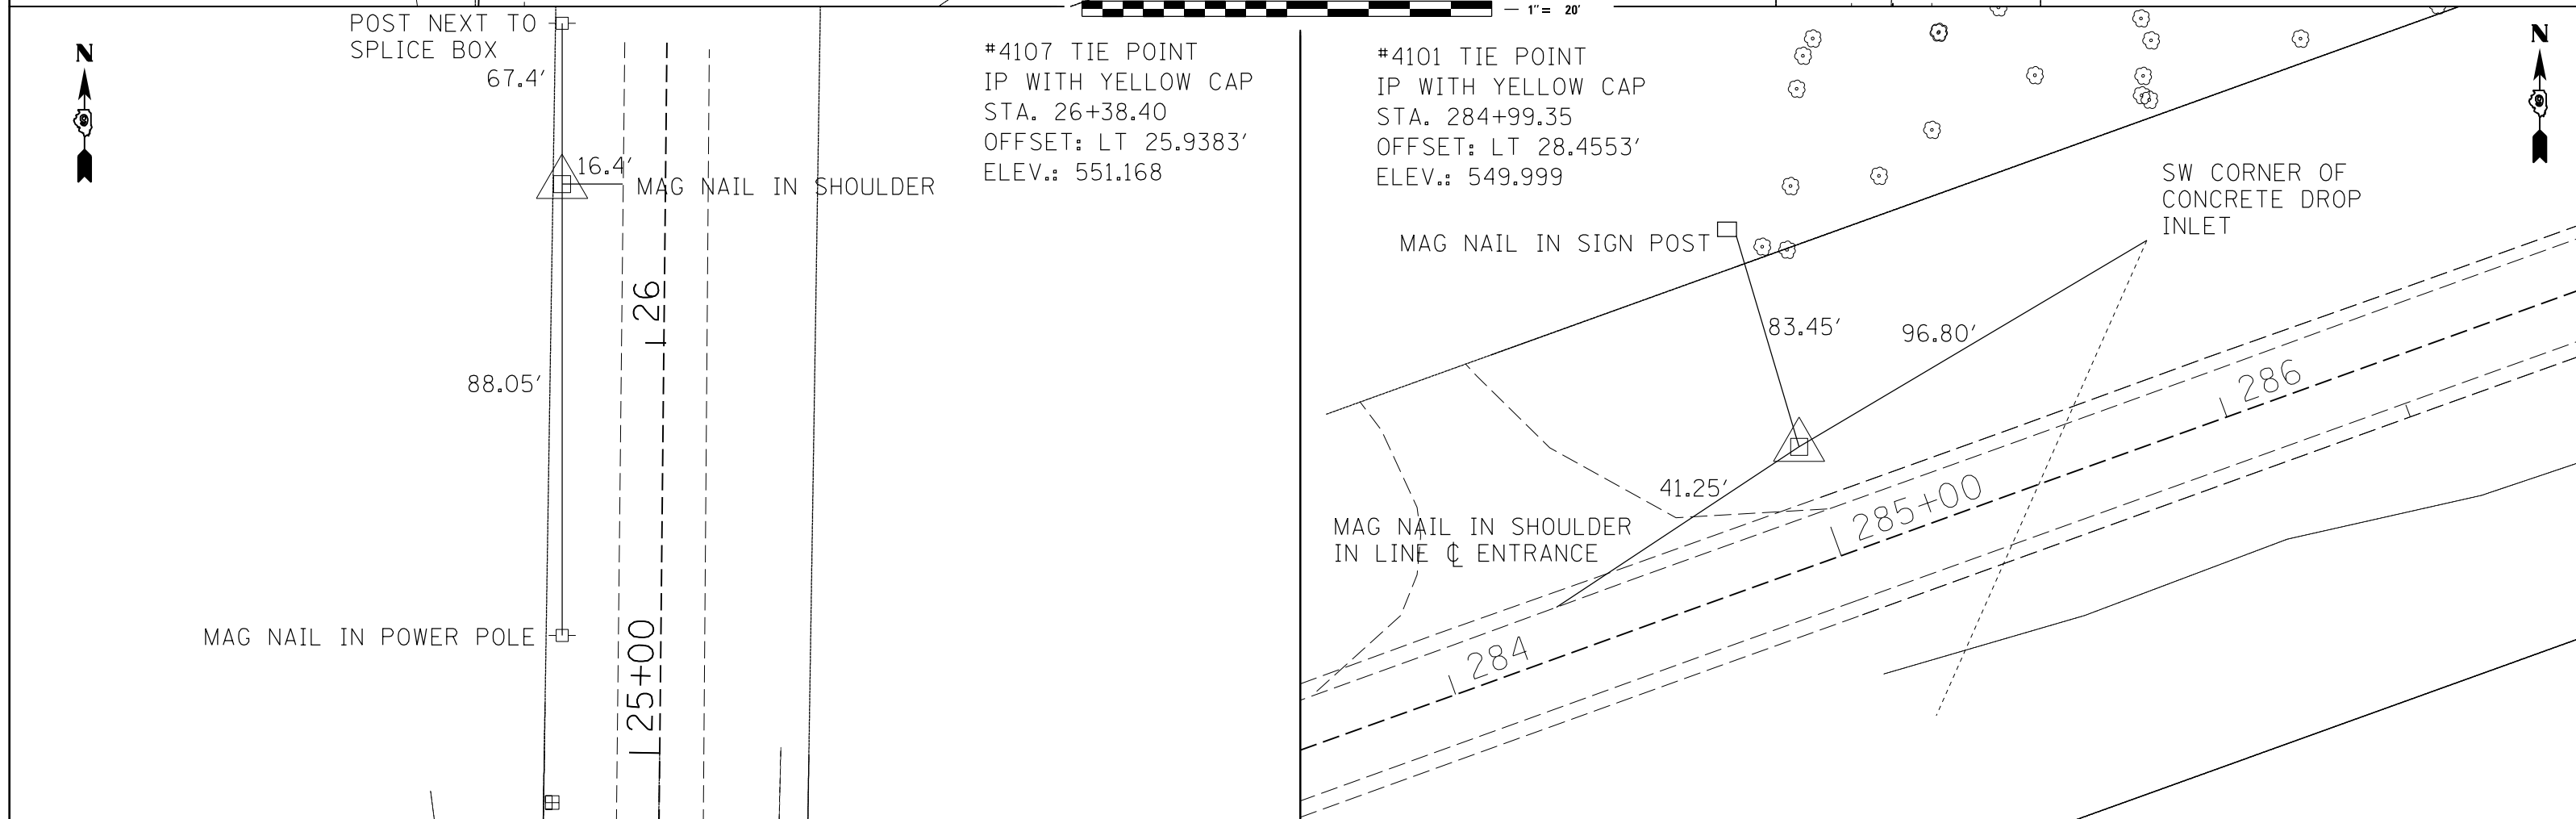 1"= 20'
POST NEXT TO
SPLICE BOX
67.4'
N
16.4'
MAG NAIL IN SHOULDER
26
88.05'
MAG NAIL IN POWER POLE
25+00
#4107 TIE POINT
IP WITH YELLOW CAP
STA. 26+38.40
OFFSET: LT 25.9383'
ELEV.: 551.168
#4101 TIE POINT
IP WITH YELLOW CAP
STA. 284+99.35
OFFSET: LT 28.4553'
ELEV.: 549.999
N
SW CORNER OF
CONCRETE DROP
INLET
MAG NAIL IN SIGN POST
83.45'
96.80'
286
41.25'
285+00
MAG NAIL IN SHOULDER
IN LINE ℄ ENTRANCE
284